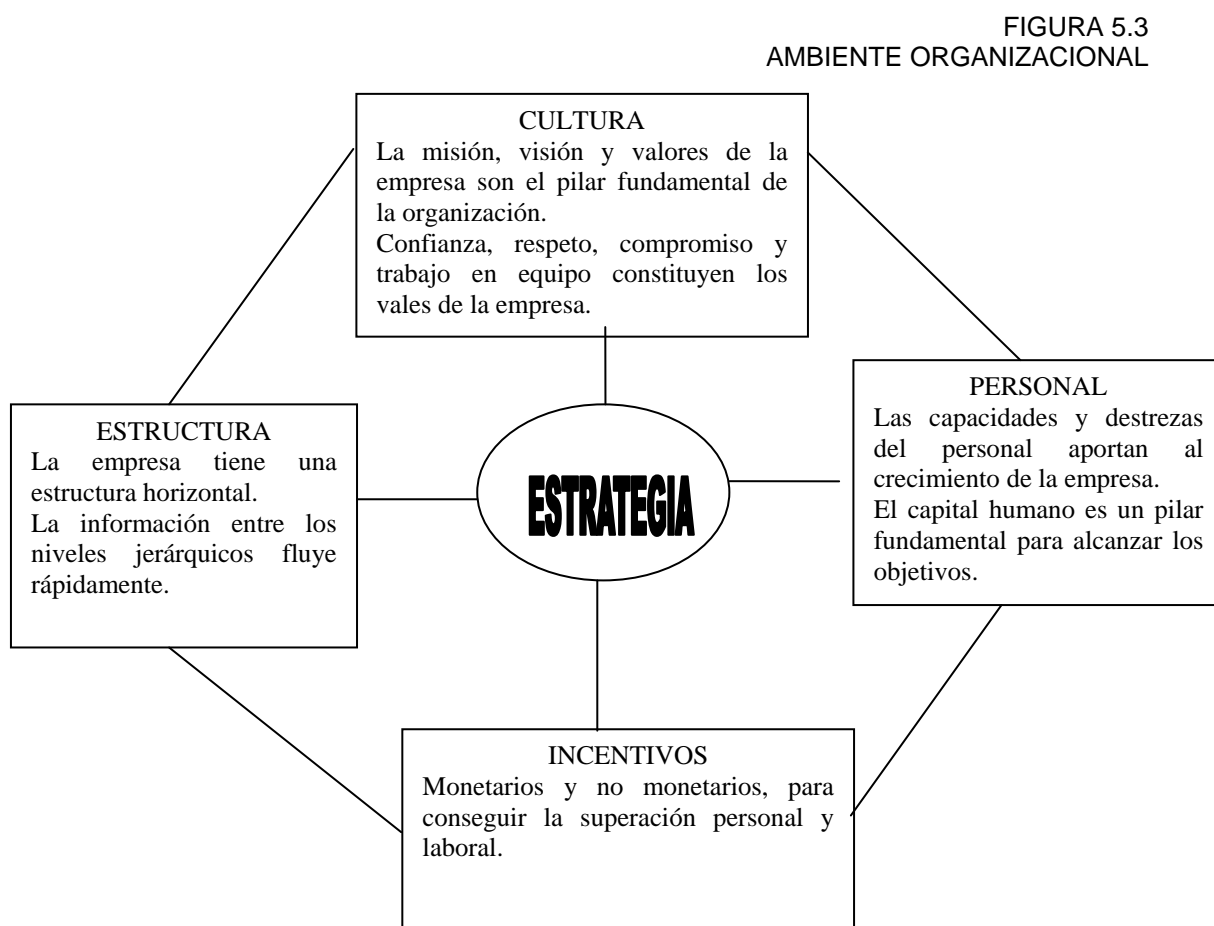 FIGURA 5.3
AMBIENTE ORGANIZACIONAL
CULTURA
La misión, visión y valores de la
empresa son el pilar fundamental de
la organización.
Confianza, respeto, compromiso y
trabajo en equipo constituyen los
vales de la empresa.
ESTRUCTURA
La empresa tiene una
estructura horizontal.
La información entre los
niveles jerárquicos fluye
rápidamente.
ESTRATEGIA
PERSONAL
Las capacidades y destrezas
del personal aportan al
crecimiento de la empresa.
El capital humano es un pilar
fundamental para alcanzar los
objetivos.
INCENTIVOS
Monetarios y no monetarios, para
conseguir la superación personal y
laboral.